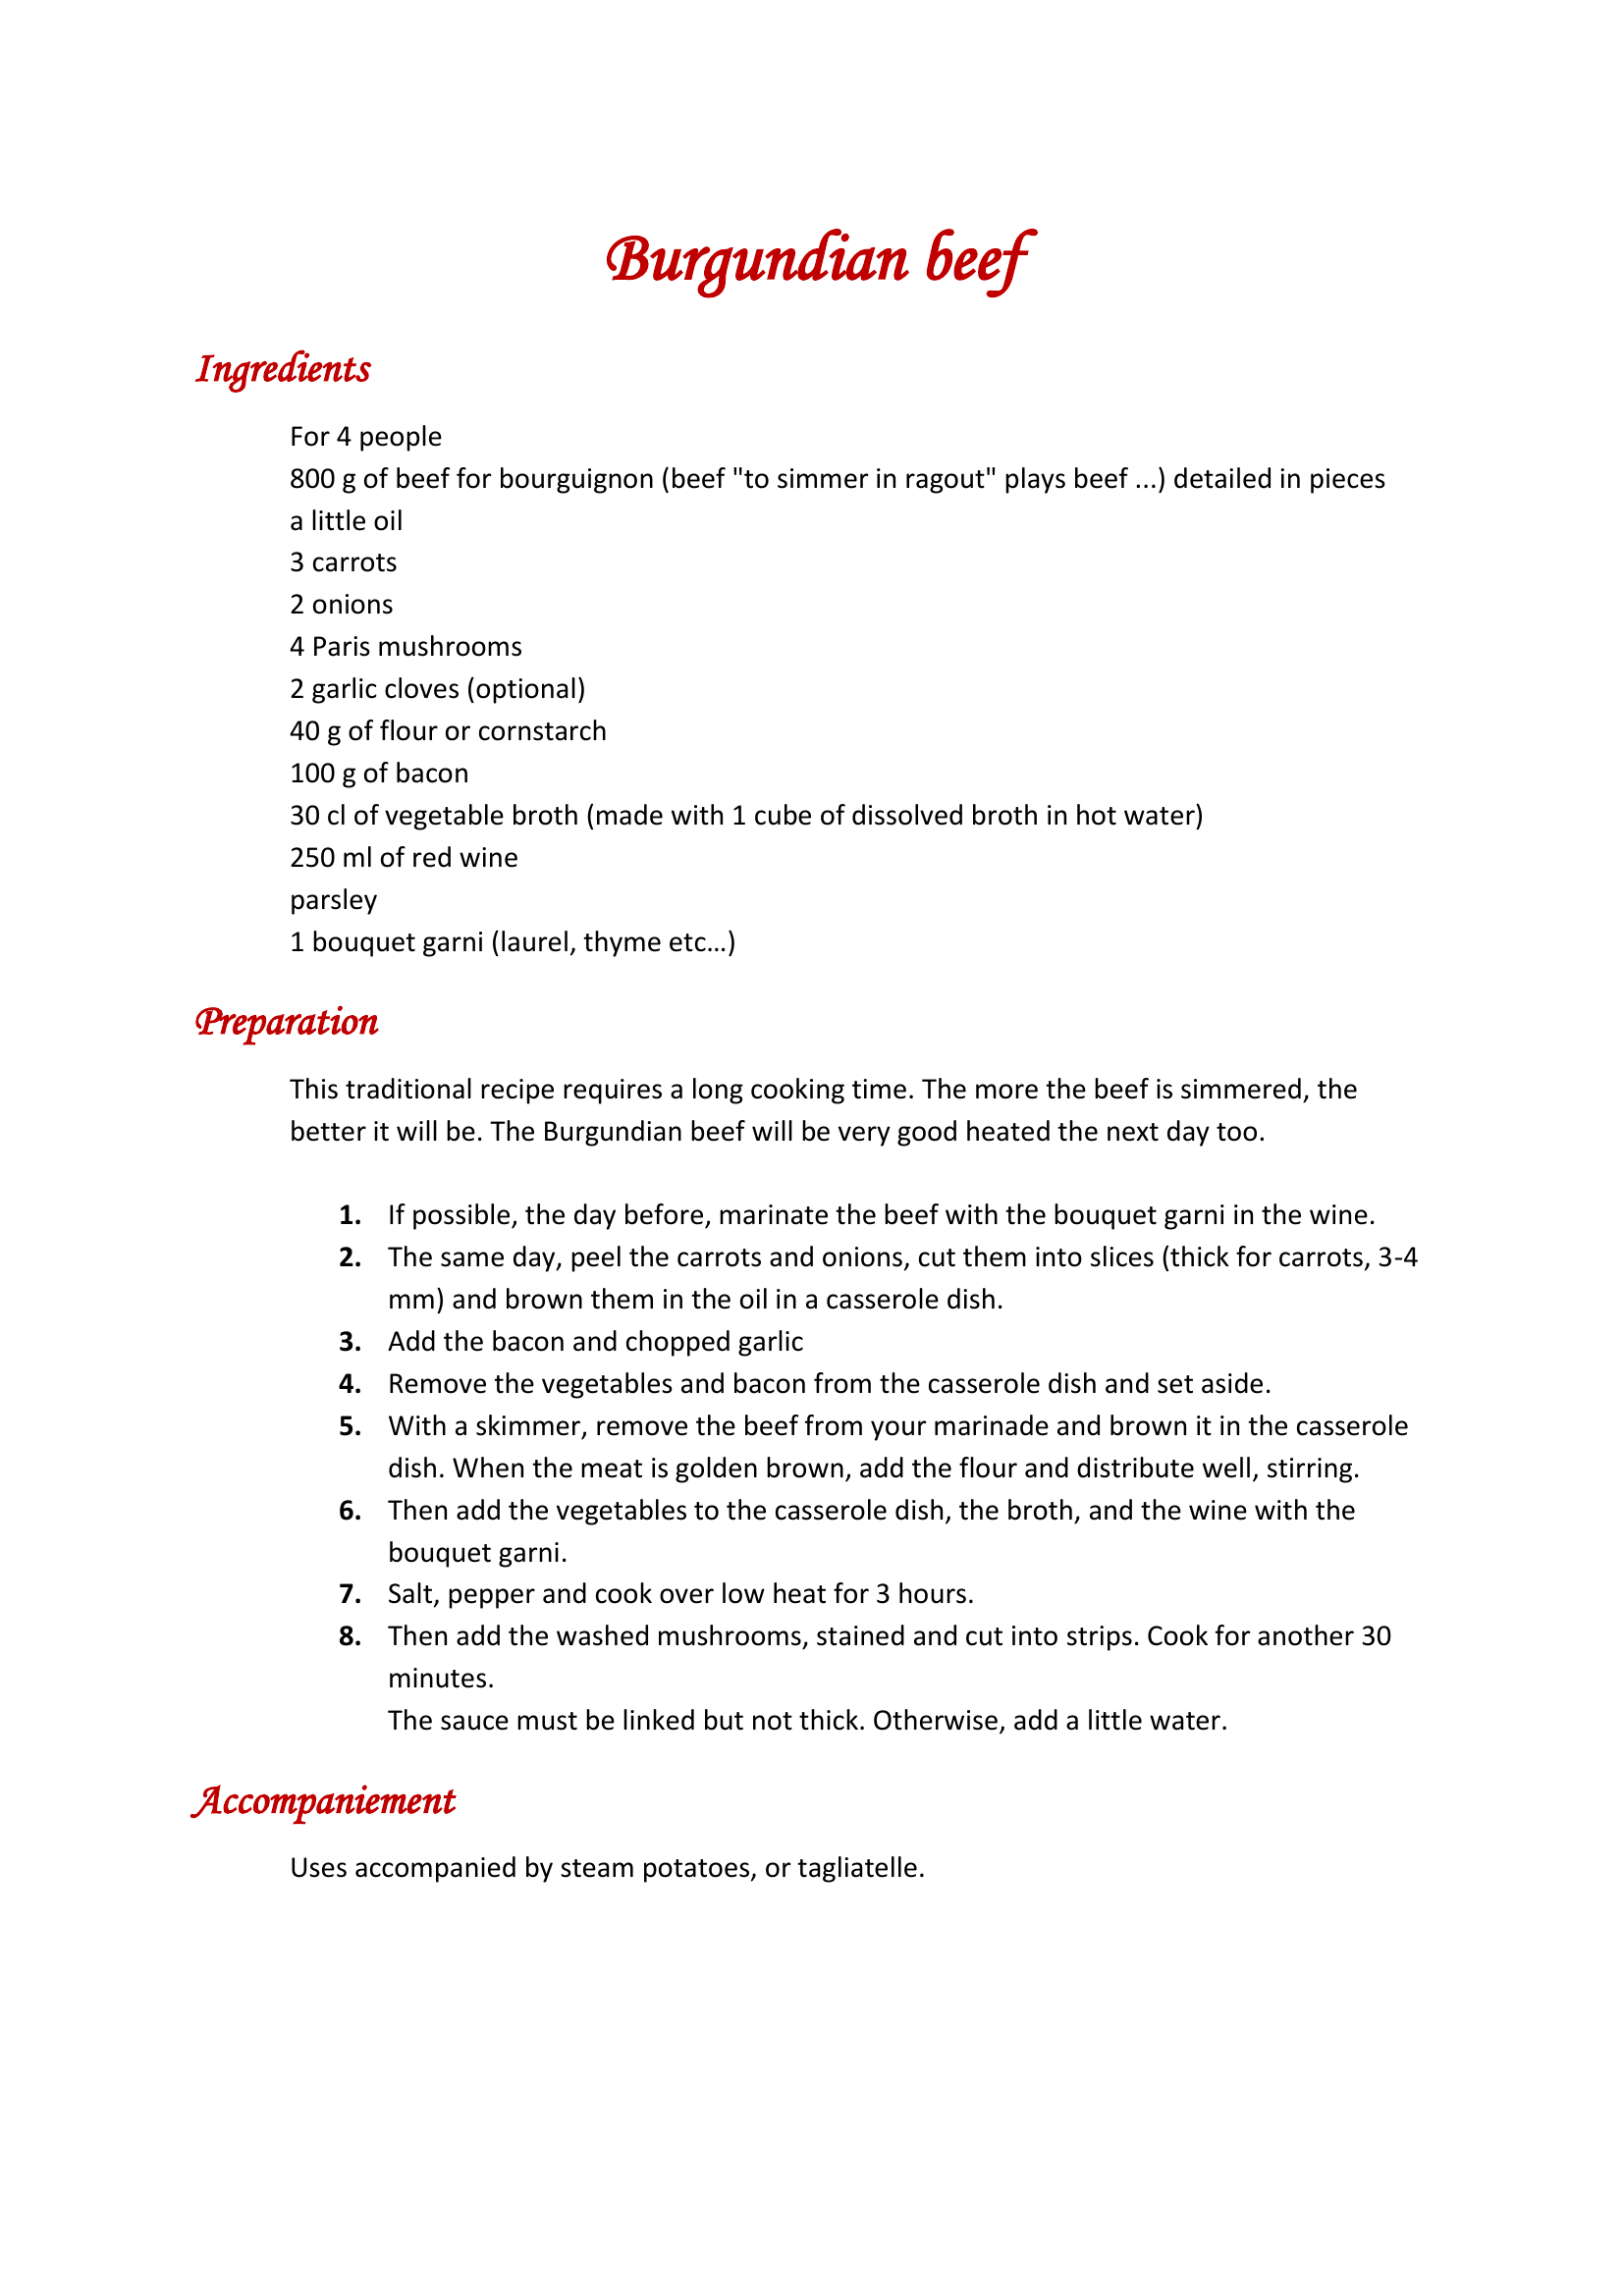 Burgundian beef
Ingredients
For 4 people
800 g of beef for bourguignon (beef "to simmer in ragout" plays beef ...) detailed in pieces
a little oil
3 carrots
2 onions
4 Paris mushrooms
2 garlic cloves (optional)
40 g of flour or cornstarch
100 g of bacon
30 cl of vegetable broth (made with 1 cube of dissolved broth in hot water)
250 ml of red wine
parsley
1 bouquet garni (laurel, thyme etc…)
Preparation
This traditional recipe requires a long cooking time. The more the beef is simmered, the
better it will be. The Burgundian beef will be very good heated the next day too.
1. If possible, the day before, marinate the beef with the bouquet garni in the wine.
2. The same day, peel the carrots and onions, cut them into slices (thick for carrots, 3-4
mm) and brown them in the oil in a casserole dish.
3. Add the bacon and chopped garlic
4. Remove the vegetables and bacon from the casserole dish and set aside.
5. With a skimmer, remove the beef from your marinade and brown it in the casserole
dish. When the meat is golden brown, add the flour and distribute well, stirring.
6. Then add the vegetables to the casserole dish, the broth, and the wine with the
bouquet garni.
7. Salt, pepper and cook over low heat for 3 hours.
8. Then add the washed mushrooms, stained and cut into strips. Cook for another 30
minutes.
The sauce must be linked but not thick. Otherwise, add a little water.
Accompaniement
Uses accompanied by steam potatoes, or tagliatelle.